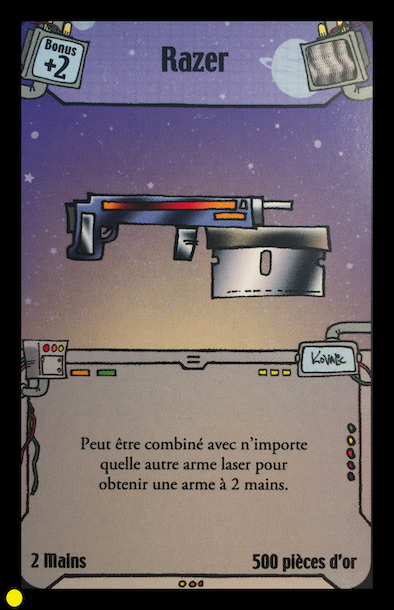 Bonus
+2
Razer
Kovalic
Peut être combiné avec n'importe
quelle autre arme laser pour
obtenir une arme à 2 mains.
2 Mains
500 pièces d'or